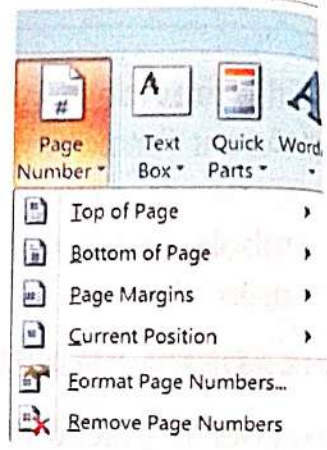 #
A
A
Page Text Quick Word
Number Box Parts
Top of Page
Bottom of Page
Page Margins
Current Position
Format Page Numbers...
Remove Page Numbers